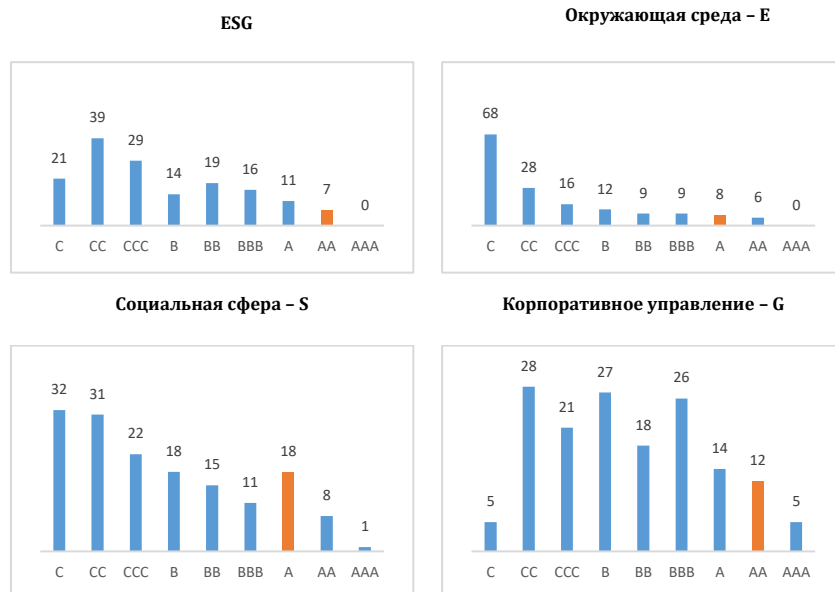 ESG
21 39 29 14 19 16 11 7 0
C CC CCC B BB BBB A AA AAA
Окружающая среда – E
68 28 16 12 9 9 8 6 0
C CC CCC B BB BBB A AA AAA
Социальная сфера – S
32 31 22 18 15 11 18 8 1
C CC CCC B BB BBB A AA AAA
Корпоративное управление – G
5 28 21 27 18 26 14 12 5
C CC CCC B BB BBB A AA AAA